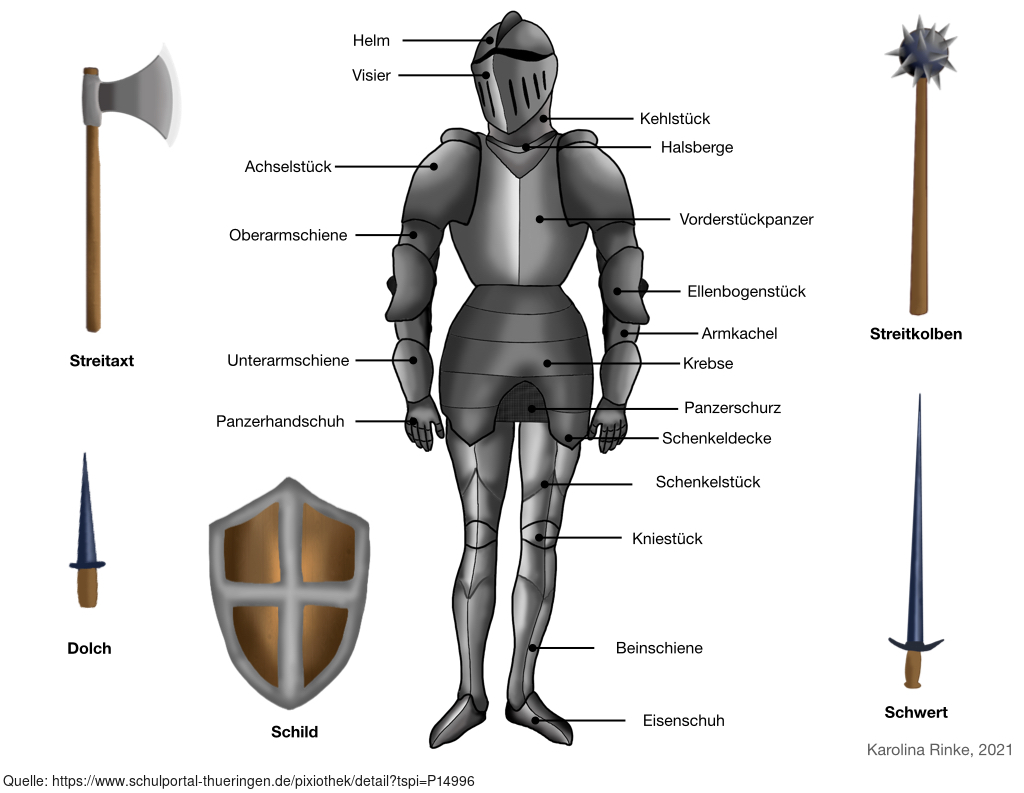 Helm
Visier
Kehlstück
Halsberge
Achselstück
Vorderstückpanzer
Oberarmschiene
Ellenbogenstück
Armkachel
Streitkolben
Streitaxt
Unterarmschiene
Krebse
Panzerschurz
Panzerhandschuh
Schenkeldecke
Schenkelstück
Kniestück
Dolch
Beinschiene
Schwert
Eisenschuh
Schild
Karolina Rinke, 2021
Quelle: https://www.schulportal-thueringen.de/pixiothek/detail?tspi=P14996